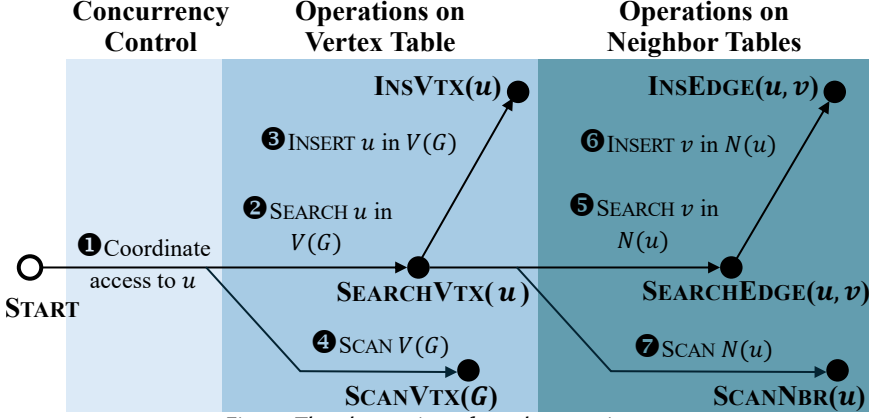 Concurrency
Control
Operations on
Vertex Table
Operations on
Neighbor Tables
INSVTX(u)
INSEDGE(u, v)
❸INSERT u in V(G)
❻INSERT v in N(u)
❷SEARCH u in
V(G)
❺SEARCH v in
N(u)
❶Coordinate
access to u
START
SEARCHVTX(u)
SEARCHEDGE(u, v)
❹SCAN V(G)
❼SCAN N(u)
SCANVTX(G)
SCANNBR(u)